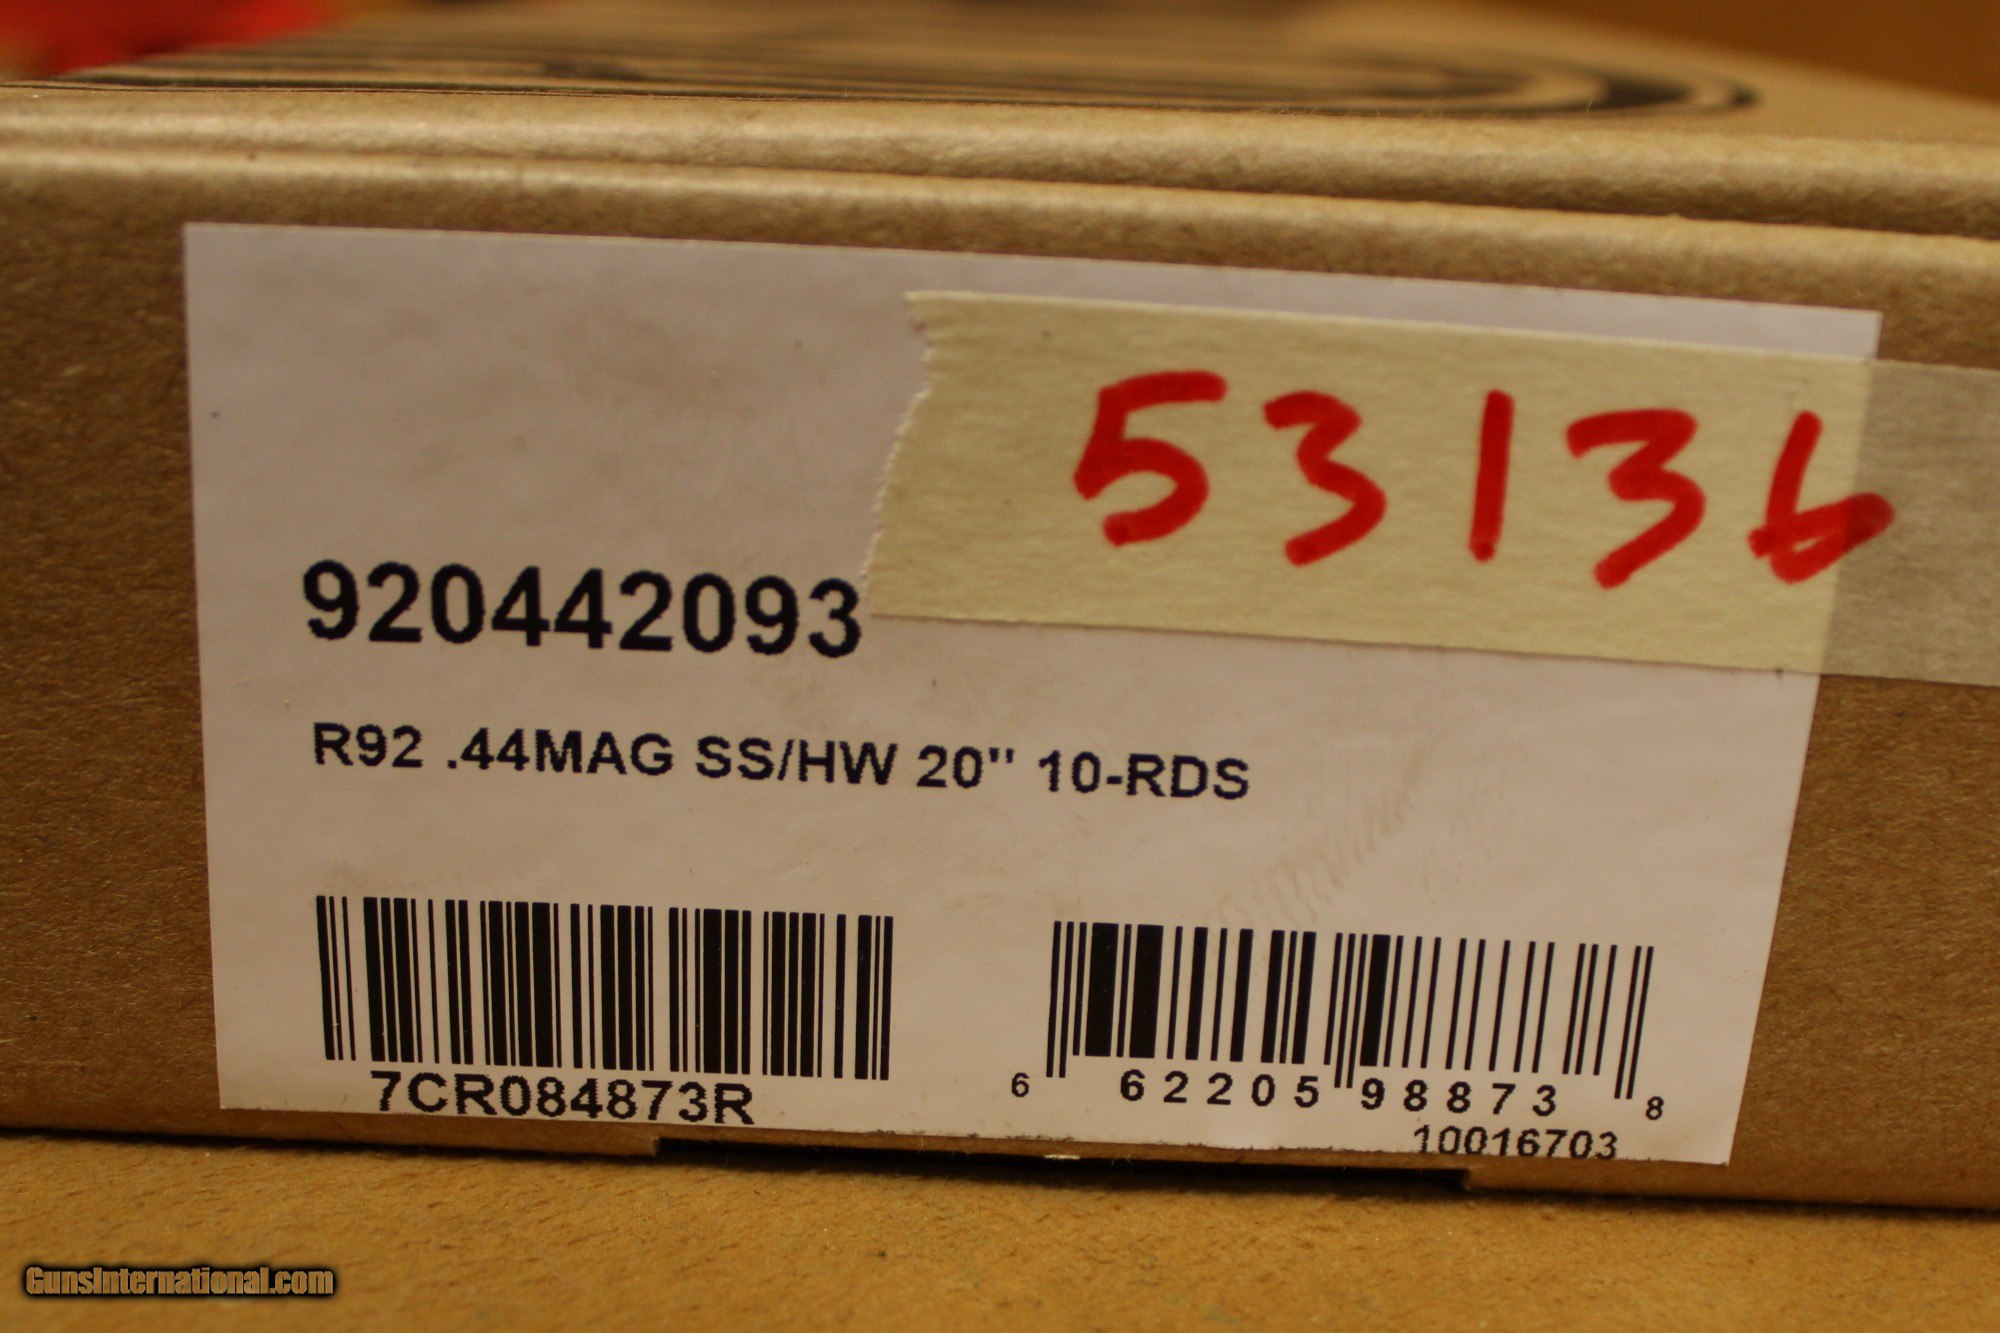 53136
920442093
R92 .44MAG SS/HW 20" 10-RDS
7CR084873R
6 62205 98873 8
10016703
GunsInternational.com